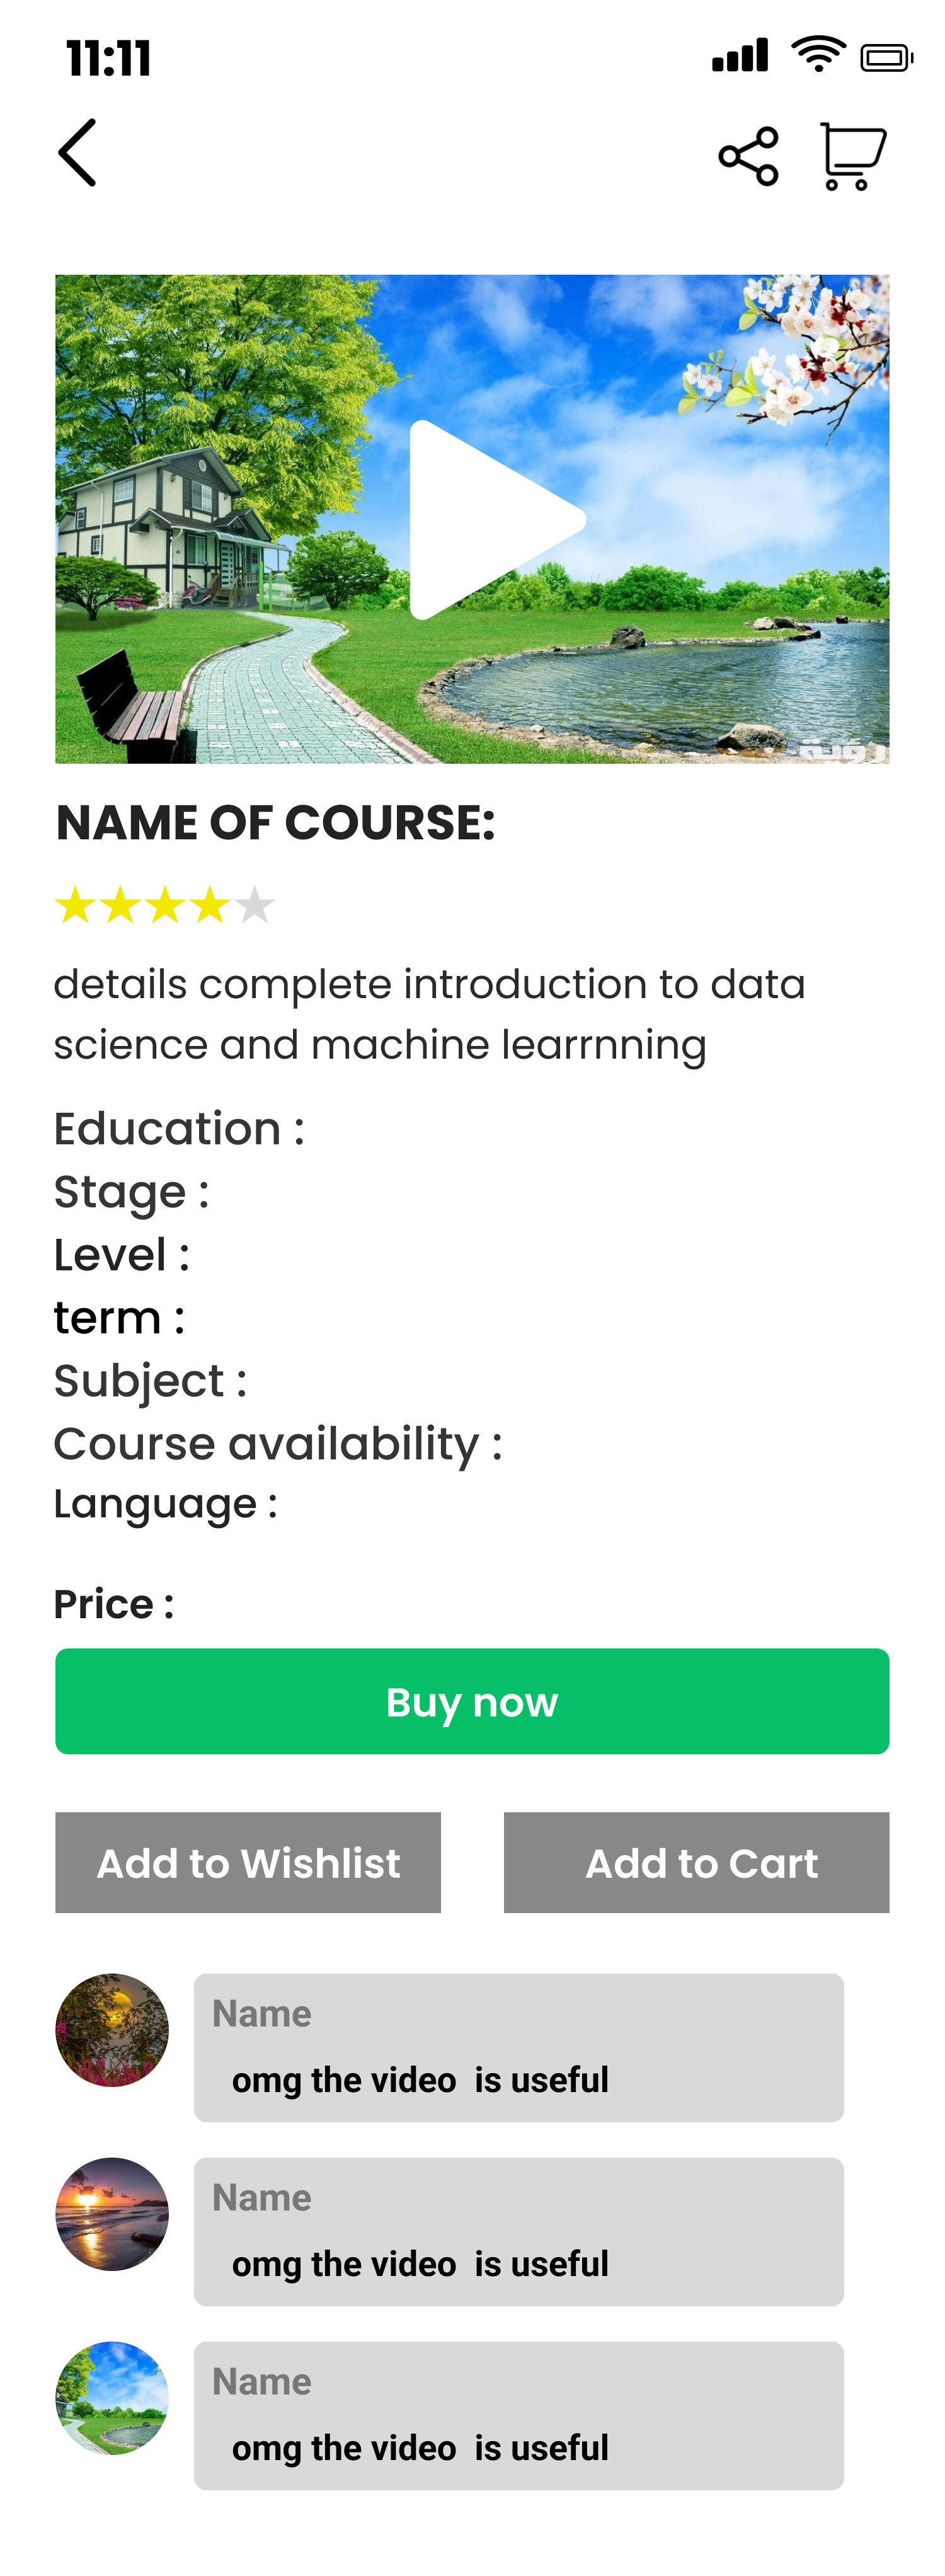 11:11
رؤية
NAME OF COURSE:
details complete introduction to data
science and machine learrnning
Education :
Stage :
Level :
term :
Subject :
Course availability :
Language :
Price :
Buy now
Add to Wishlist
Add to Cart
Name
omg the video is useful
Name
omg the video is useful
Name
omg the video is useful